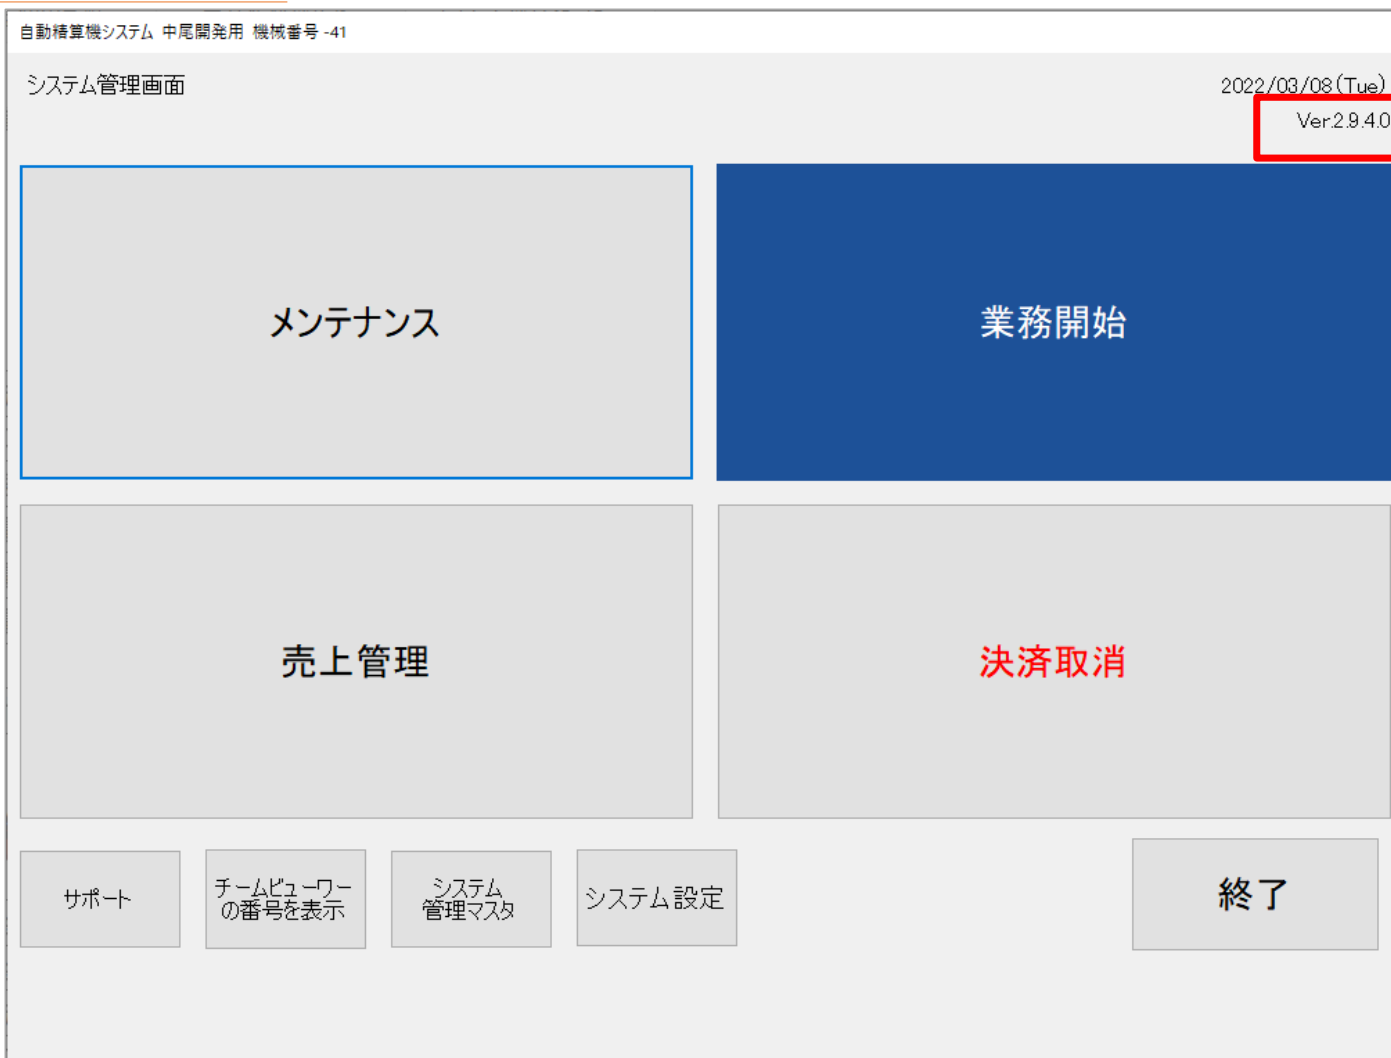 自動精算機システム 中尾開発用 機械番号 -41
システム管理画面
2022/03/08(Tue)
Ver.2.9.4.0
メンテナンス
業務開始
売上管理
決済取消
サポート
チームビューワー
の番号を表示
システム
管理マスタ
システム設定
終了